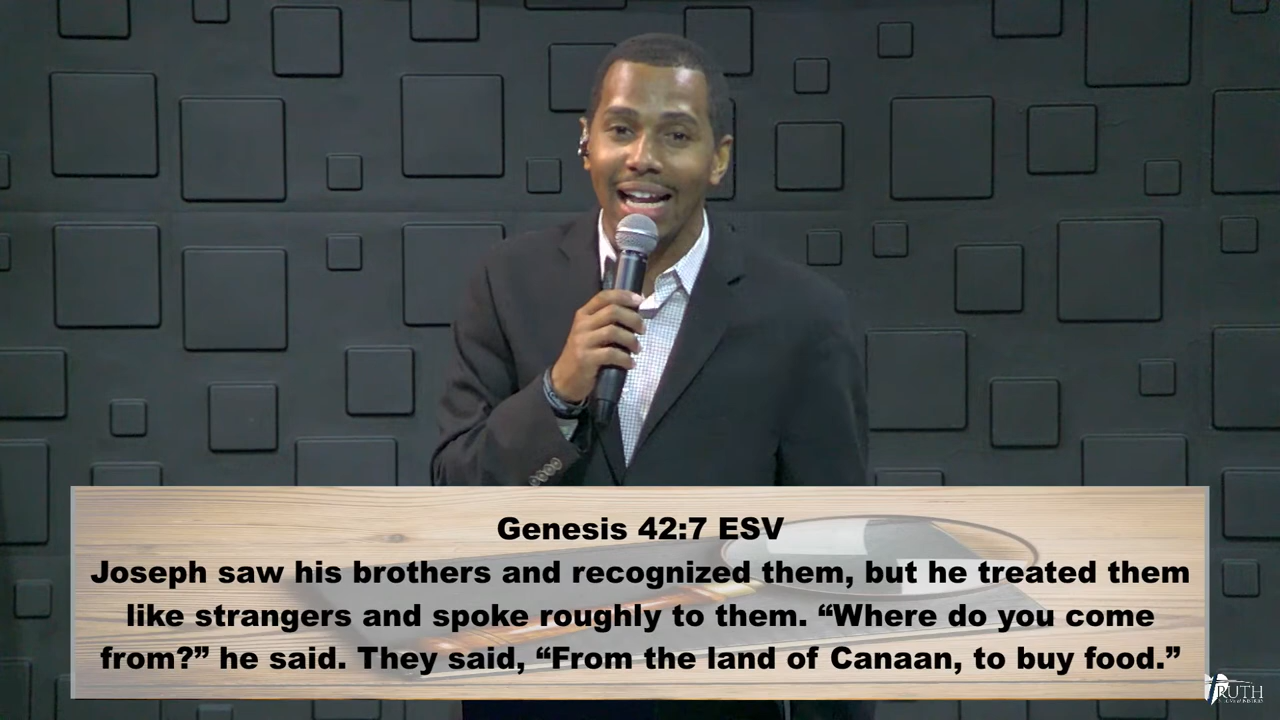 Genesis 42:7 ESV
Joseph saw his brothers and recognized them, but he treated them
like strangers and spoke roughly to them. “Where do you come
from?” he said. They said, “From the land of Canaan, to buy food.”
TRUTH